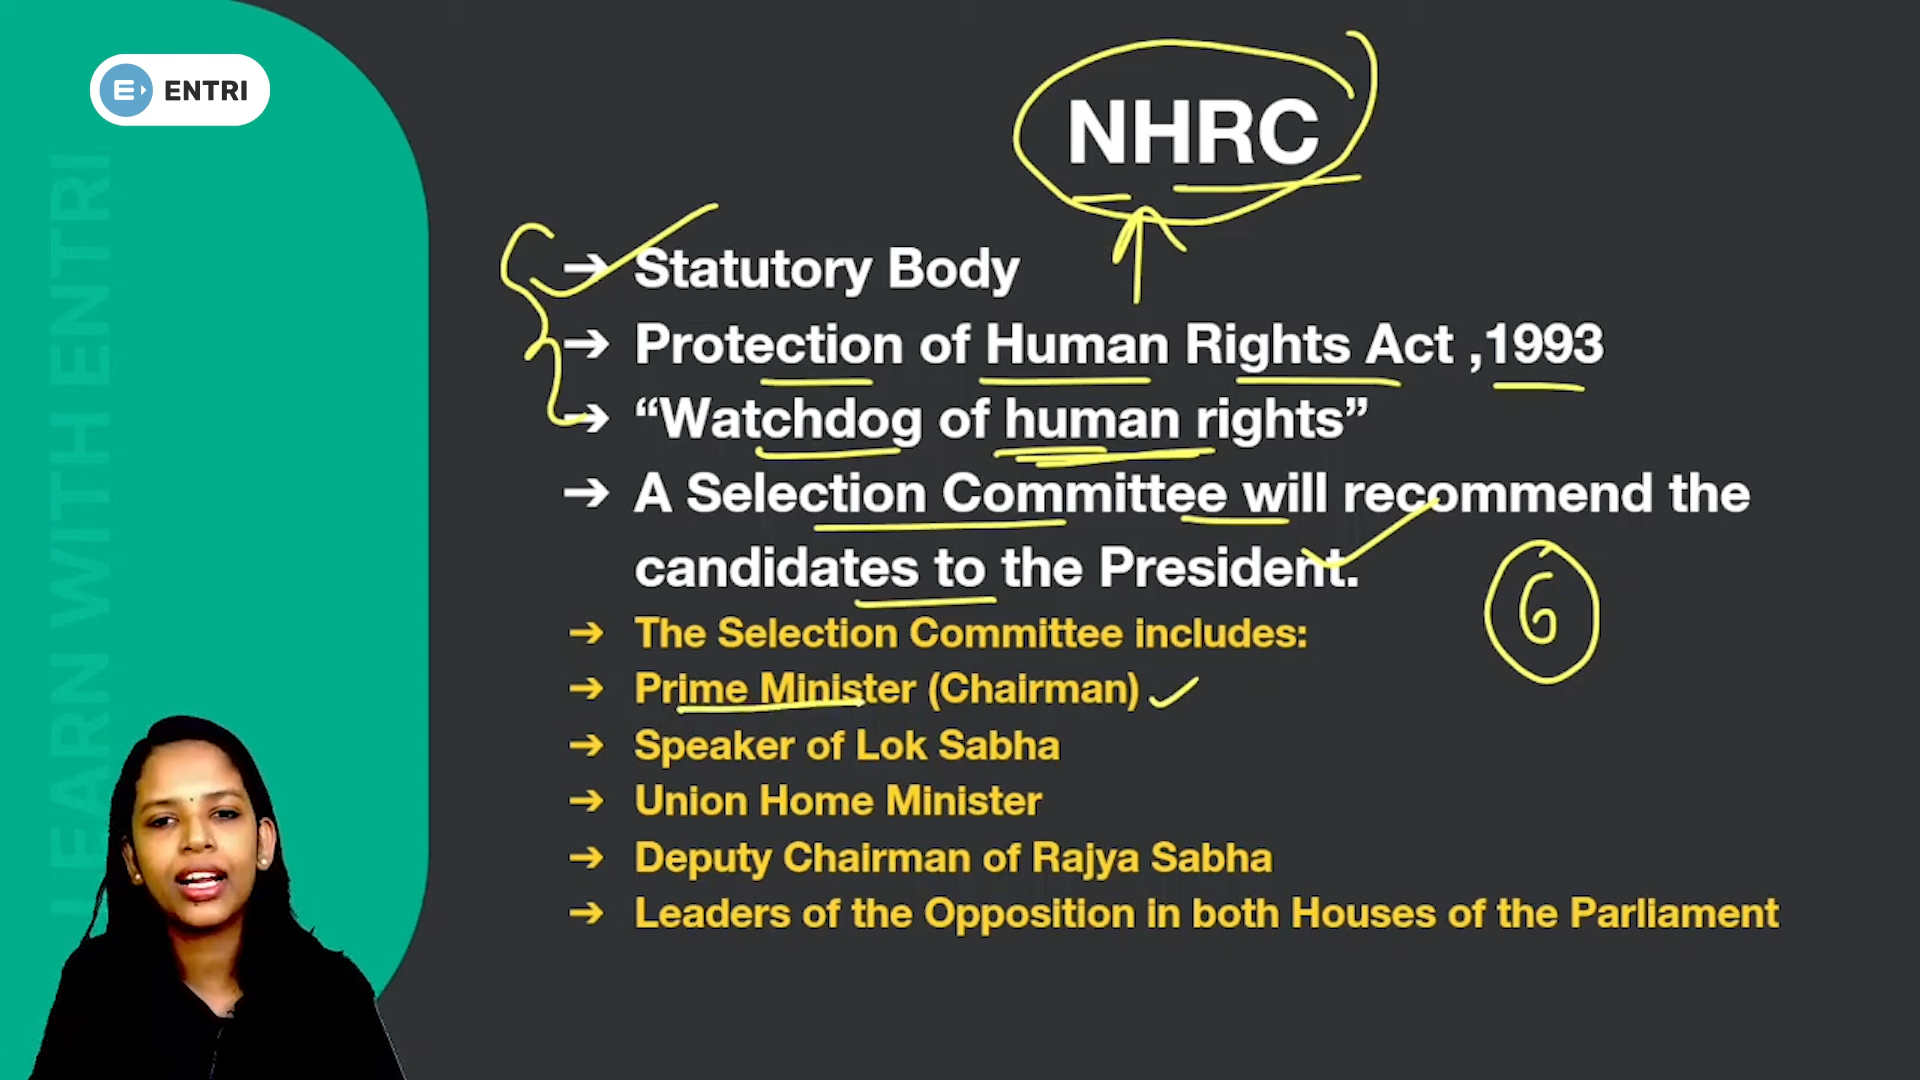 ENTRI
LEARN WITH ENTRI
NHRC
➔ Statutory Body
➔ Protection of Human Rights Act ,1993
➔ “Watchdog of human rights”
➔ A Selection Committee will recommend the
candidates to the President.
6
➔ The Selection Committee includes:
➔ Prime Minister (Chairman)
➔ Speaker of Lok Sabha
➔ Union Home Minister
➔ Deputy Chairman of Rajya Sabha
➔ Leaders of the Opposition in both Houses of the Parliament